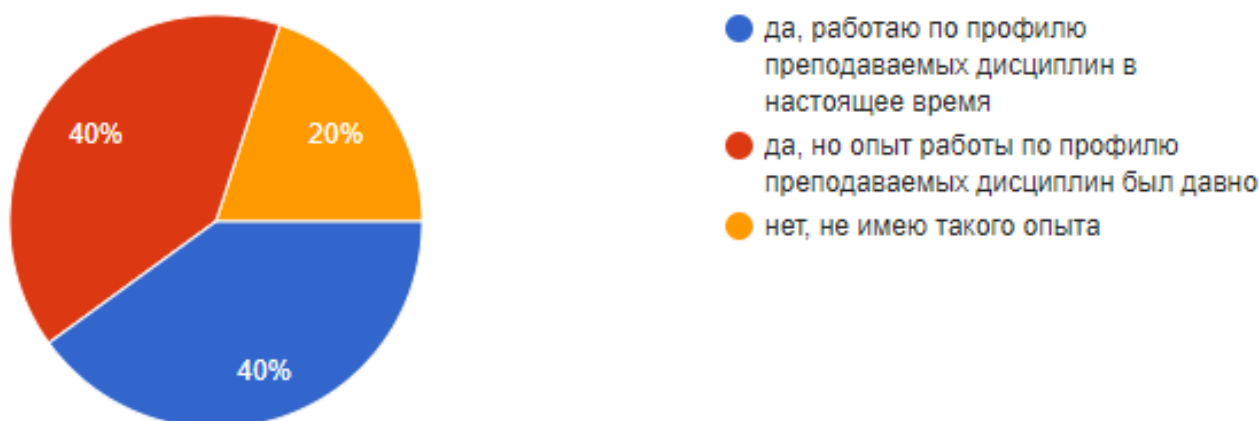 40%
20%
40%
да, работаю по профилю
преподаваемых дисциплин в
настоящее время
да, но опыт работы по профилю
преподаваемых дисциплин был давно
нет, не имею такого опыта